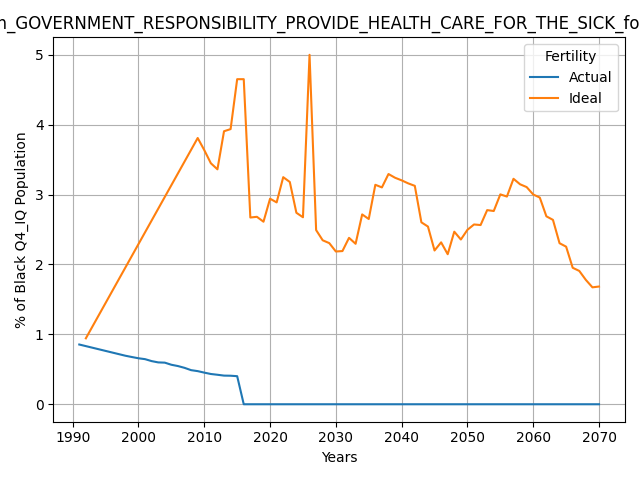 n_GOVERNMENT_RESPONSIBILITY_PROVIDE_HEALTH_CARE_FOR_THE_SICK_fo
Fertility
Actual
Ideal
% of Black Q4_IQ Population
5
4
3
2
1
0
1990 2000 2010 2020 2030 2040 2050 2060 2070
Years